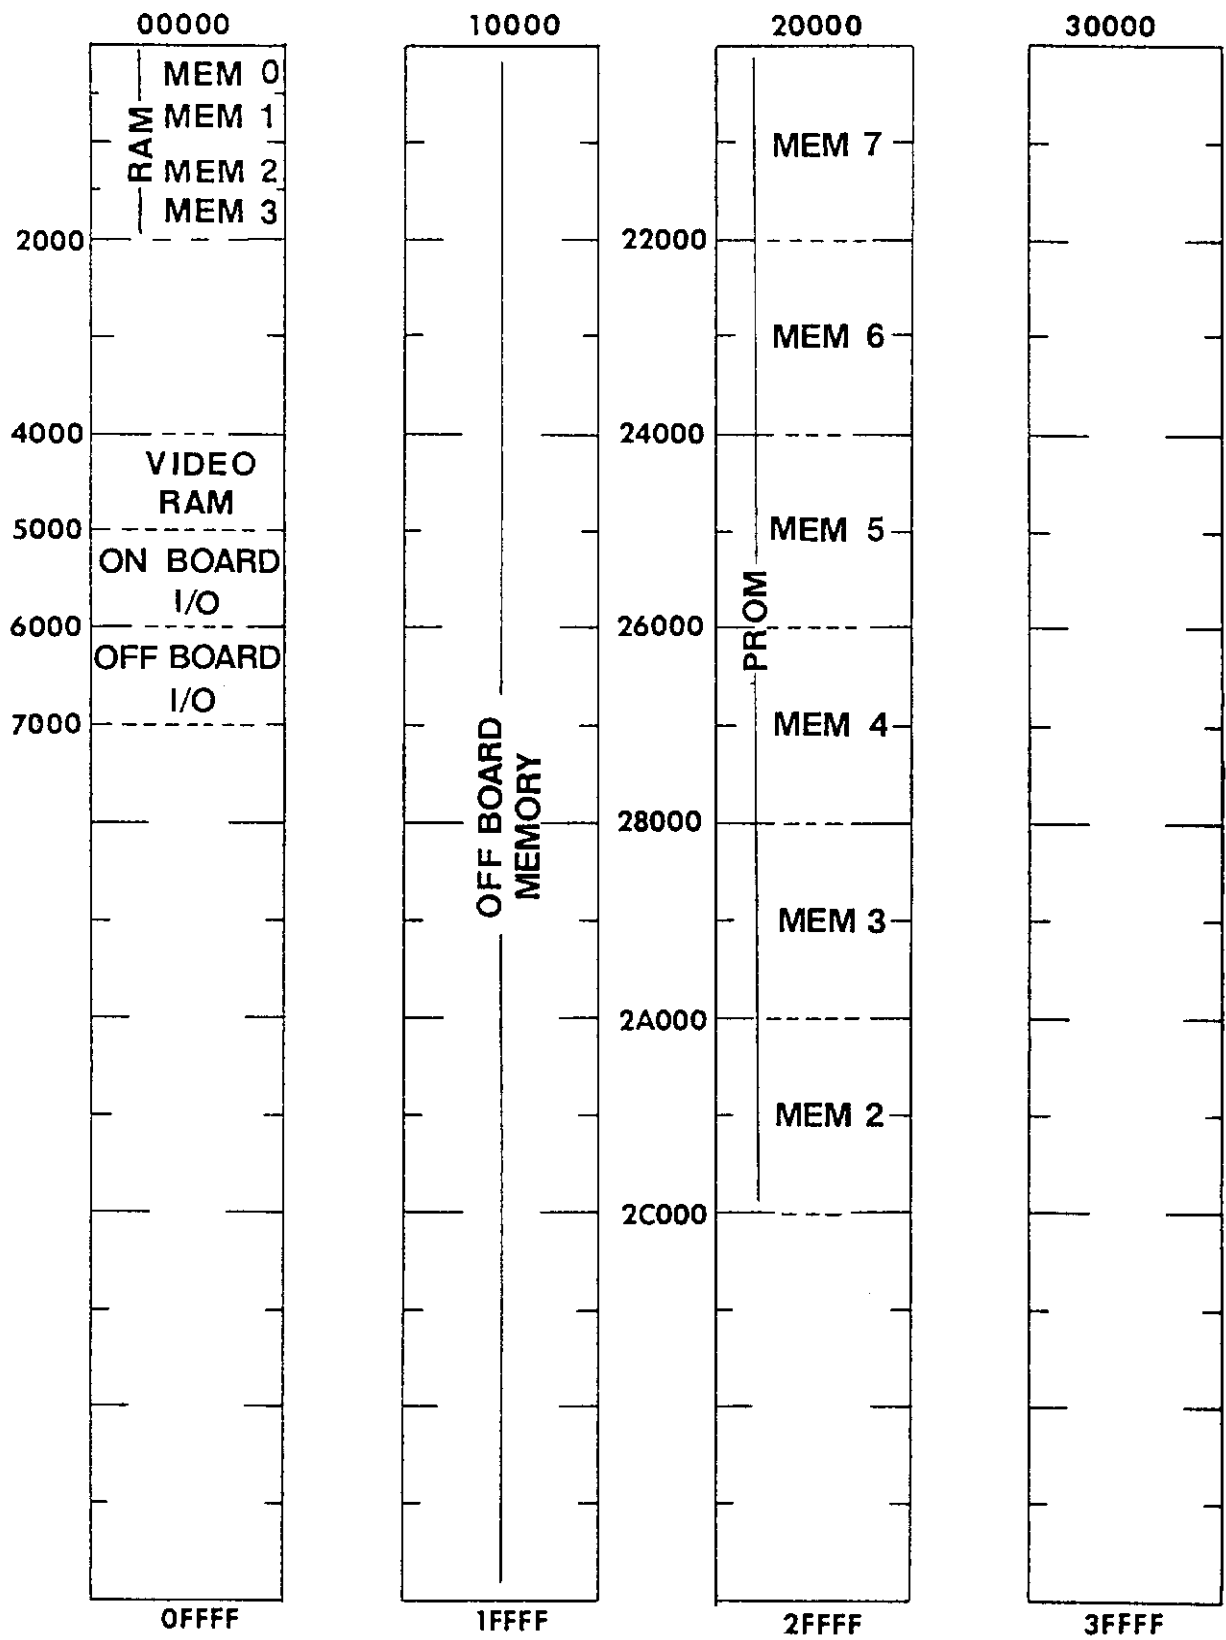 00000
RAM
MEM 0
MEM 1
MEM 2
MEM 3
2000
4000
VIDEO
RAM
5000
ON BOARD
I/O
6000
OFF BOARD
I/O
7000
0FFFF
10000
OFF BOARD
MEMORY
1FFFF
20000
MEM 7
22000
MEM 6
24000
MEM 5
PROM
26000
MEM 4
28000
MEM 3
2A000
MEM 2
2C000
2FFFF
30000
3FFFF